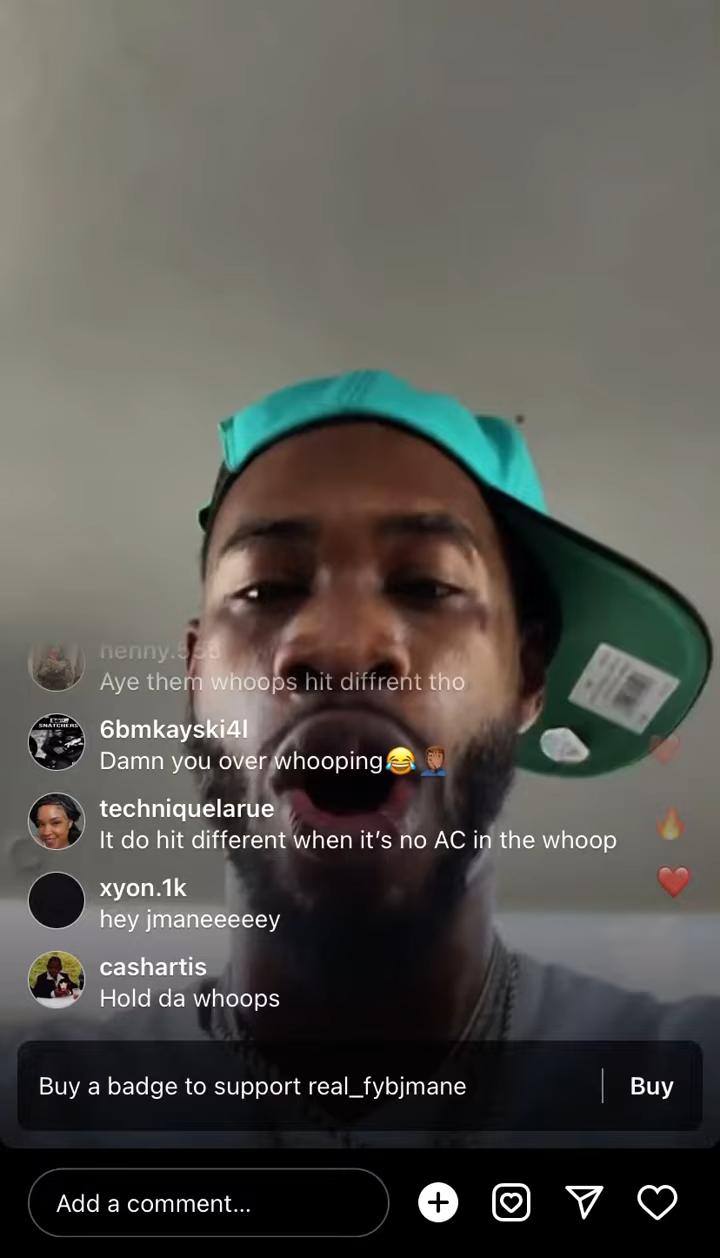 Aye them whoops hit diffrent tho
6bmkayski4l
Damn you over whooping😂🤦🏽‍♂️
techniquelarue
It do hit different when it’s no AC in the whoop
xyon.1k
hey jmaneeeeey
cashartis
Hold da whoops
Buy a badge to support real_fybjmane
Buy
Add a comment...